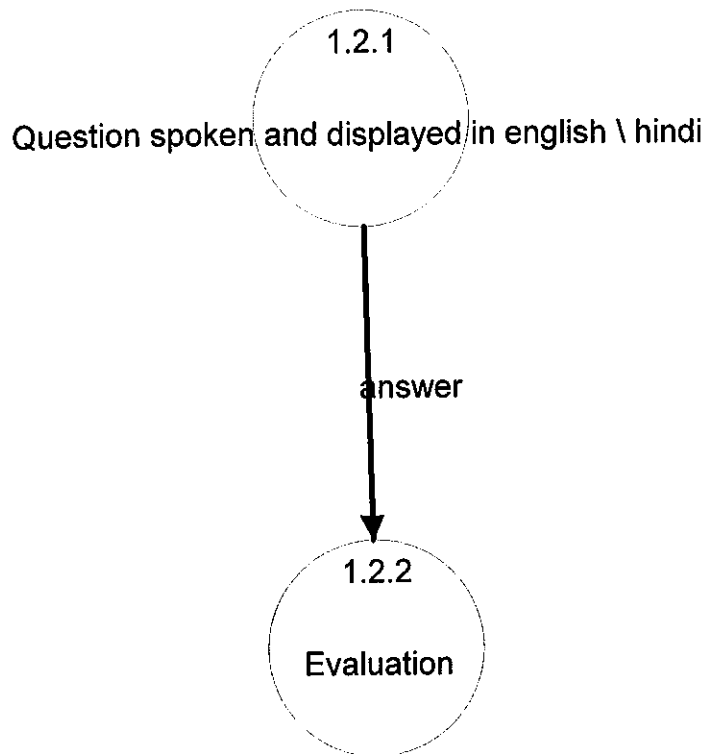 1.2.1
Question spoken and displayed in english \ hindi
answer
1.2.2
Evaluation